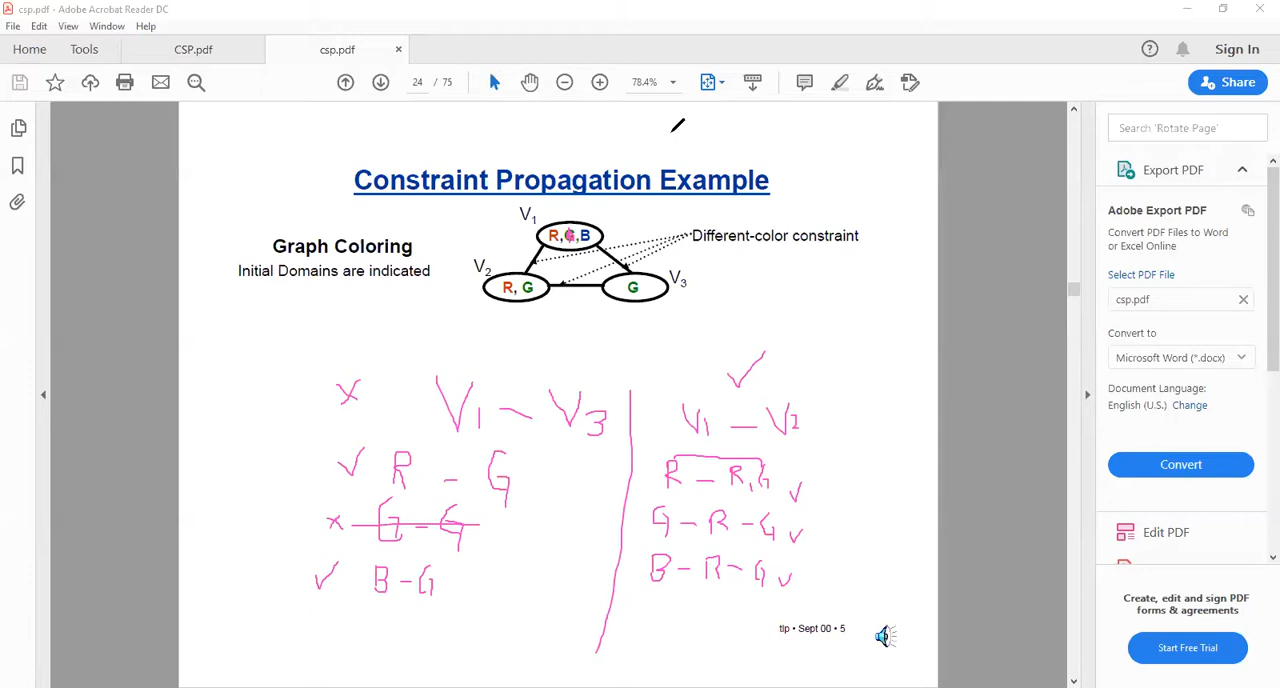 csp.pdf - Adobe Acrobat Reader DC
File Edit View Window Help
Home Tools CSP.pdf csp.pdf × Sign In
24 / 75 78.4% Share
Constraint Propagation Example
V1
R,G,B
Graph Coloring
Different-color constraint
Initial Domains are indicated
V2
R, G
G
V3
x V1 - V3
✓ R - G
x G - G
✓ B - G
✓
V1 - V2
R - R,G ✓
G - R - G ✓
B - R - G ✓
tlp • Sept 00 • 5
Search 'Rotate Page'
Export PDF
Adobe Export PDF
Convert PDF Files to Word
or Excel Online
Select PDF File
csp.pdf
Convert to
Microsoft Word (*.docx)
Document Language:
English (U.S.) Change
Convert
Edit PDF
Create, edit and sign PDF
forms & agreements
Start Free Trial